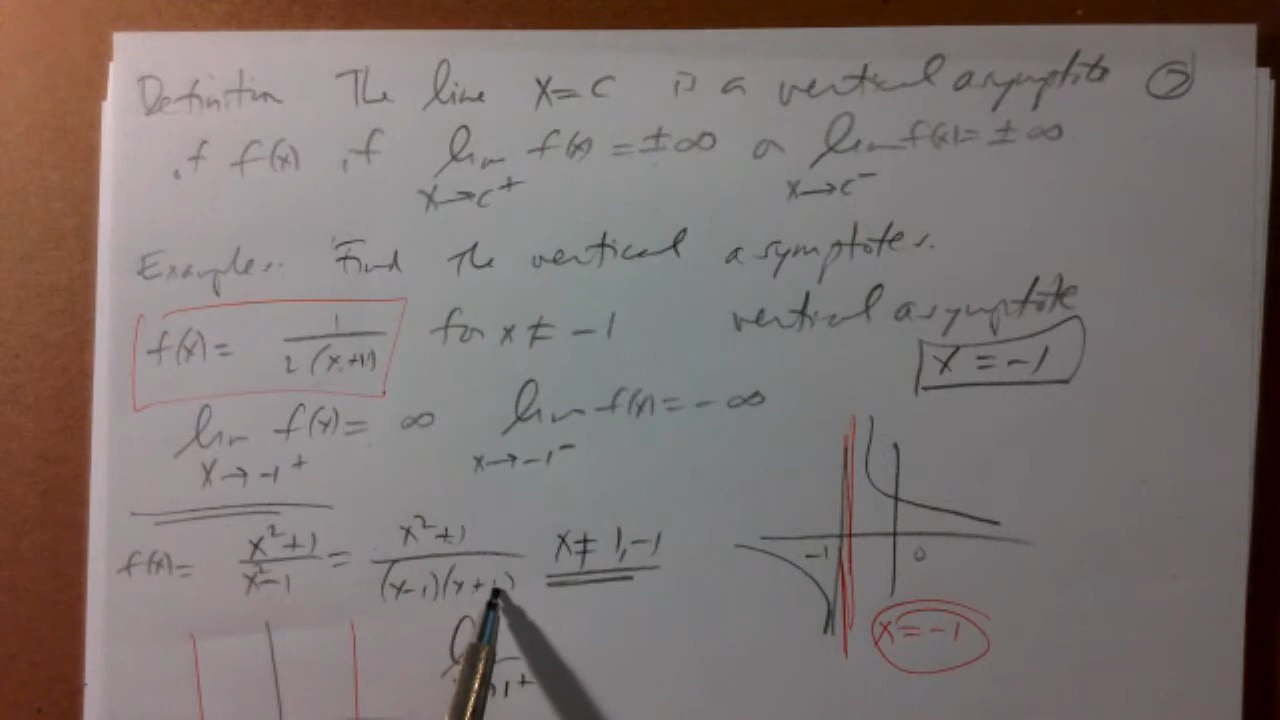 Definition The line x=c is a vertical asymptote ②
of f(x) if lim x→c⁺ f(x) = ±∞ or lim x→c⁻ f(x) = ±∞
Examples. Find the vertical asymptotes.
f(x) = 1/2(x+1) for x ≠ -1 vertical asymptote
x = -1
lim x→-1⁺ f(x) = ∞ lim x→-1⁻ f(x) = -∞
f(x) = x²+1/x²-1 = x²+1/(x-1)(x+1) x ≠ 1, -1
-1 0
x = -1